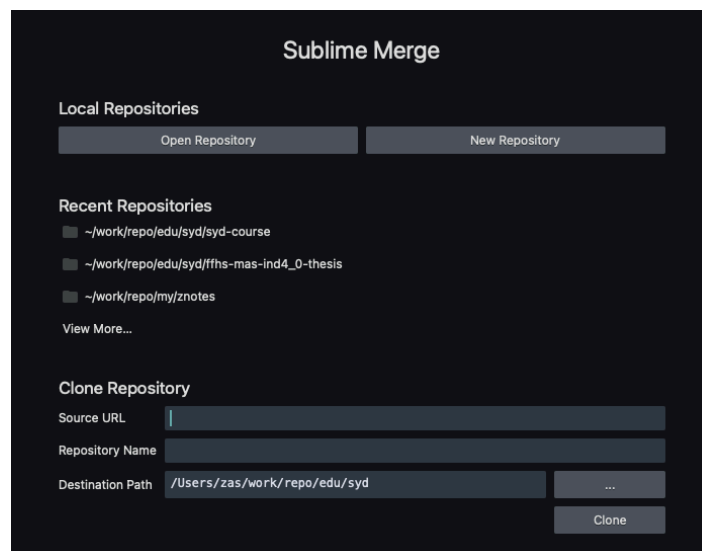 Sublime Merge
Local Repositories
Open Repository New Repository
Recent Repositories
~/work/repo/edu/syd/syd-course
~/work/repo/edu/syd/ffhs-mas-ind4_0-thesis
~/work/repo/my/znotes
View More...
Clone Repository
Source URL
Repository Name
Destination Path /Users/zas/work/repo/edu/syd ...
Clone